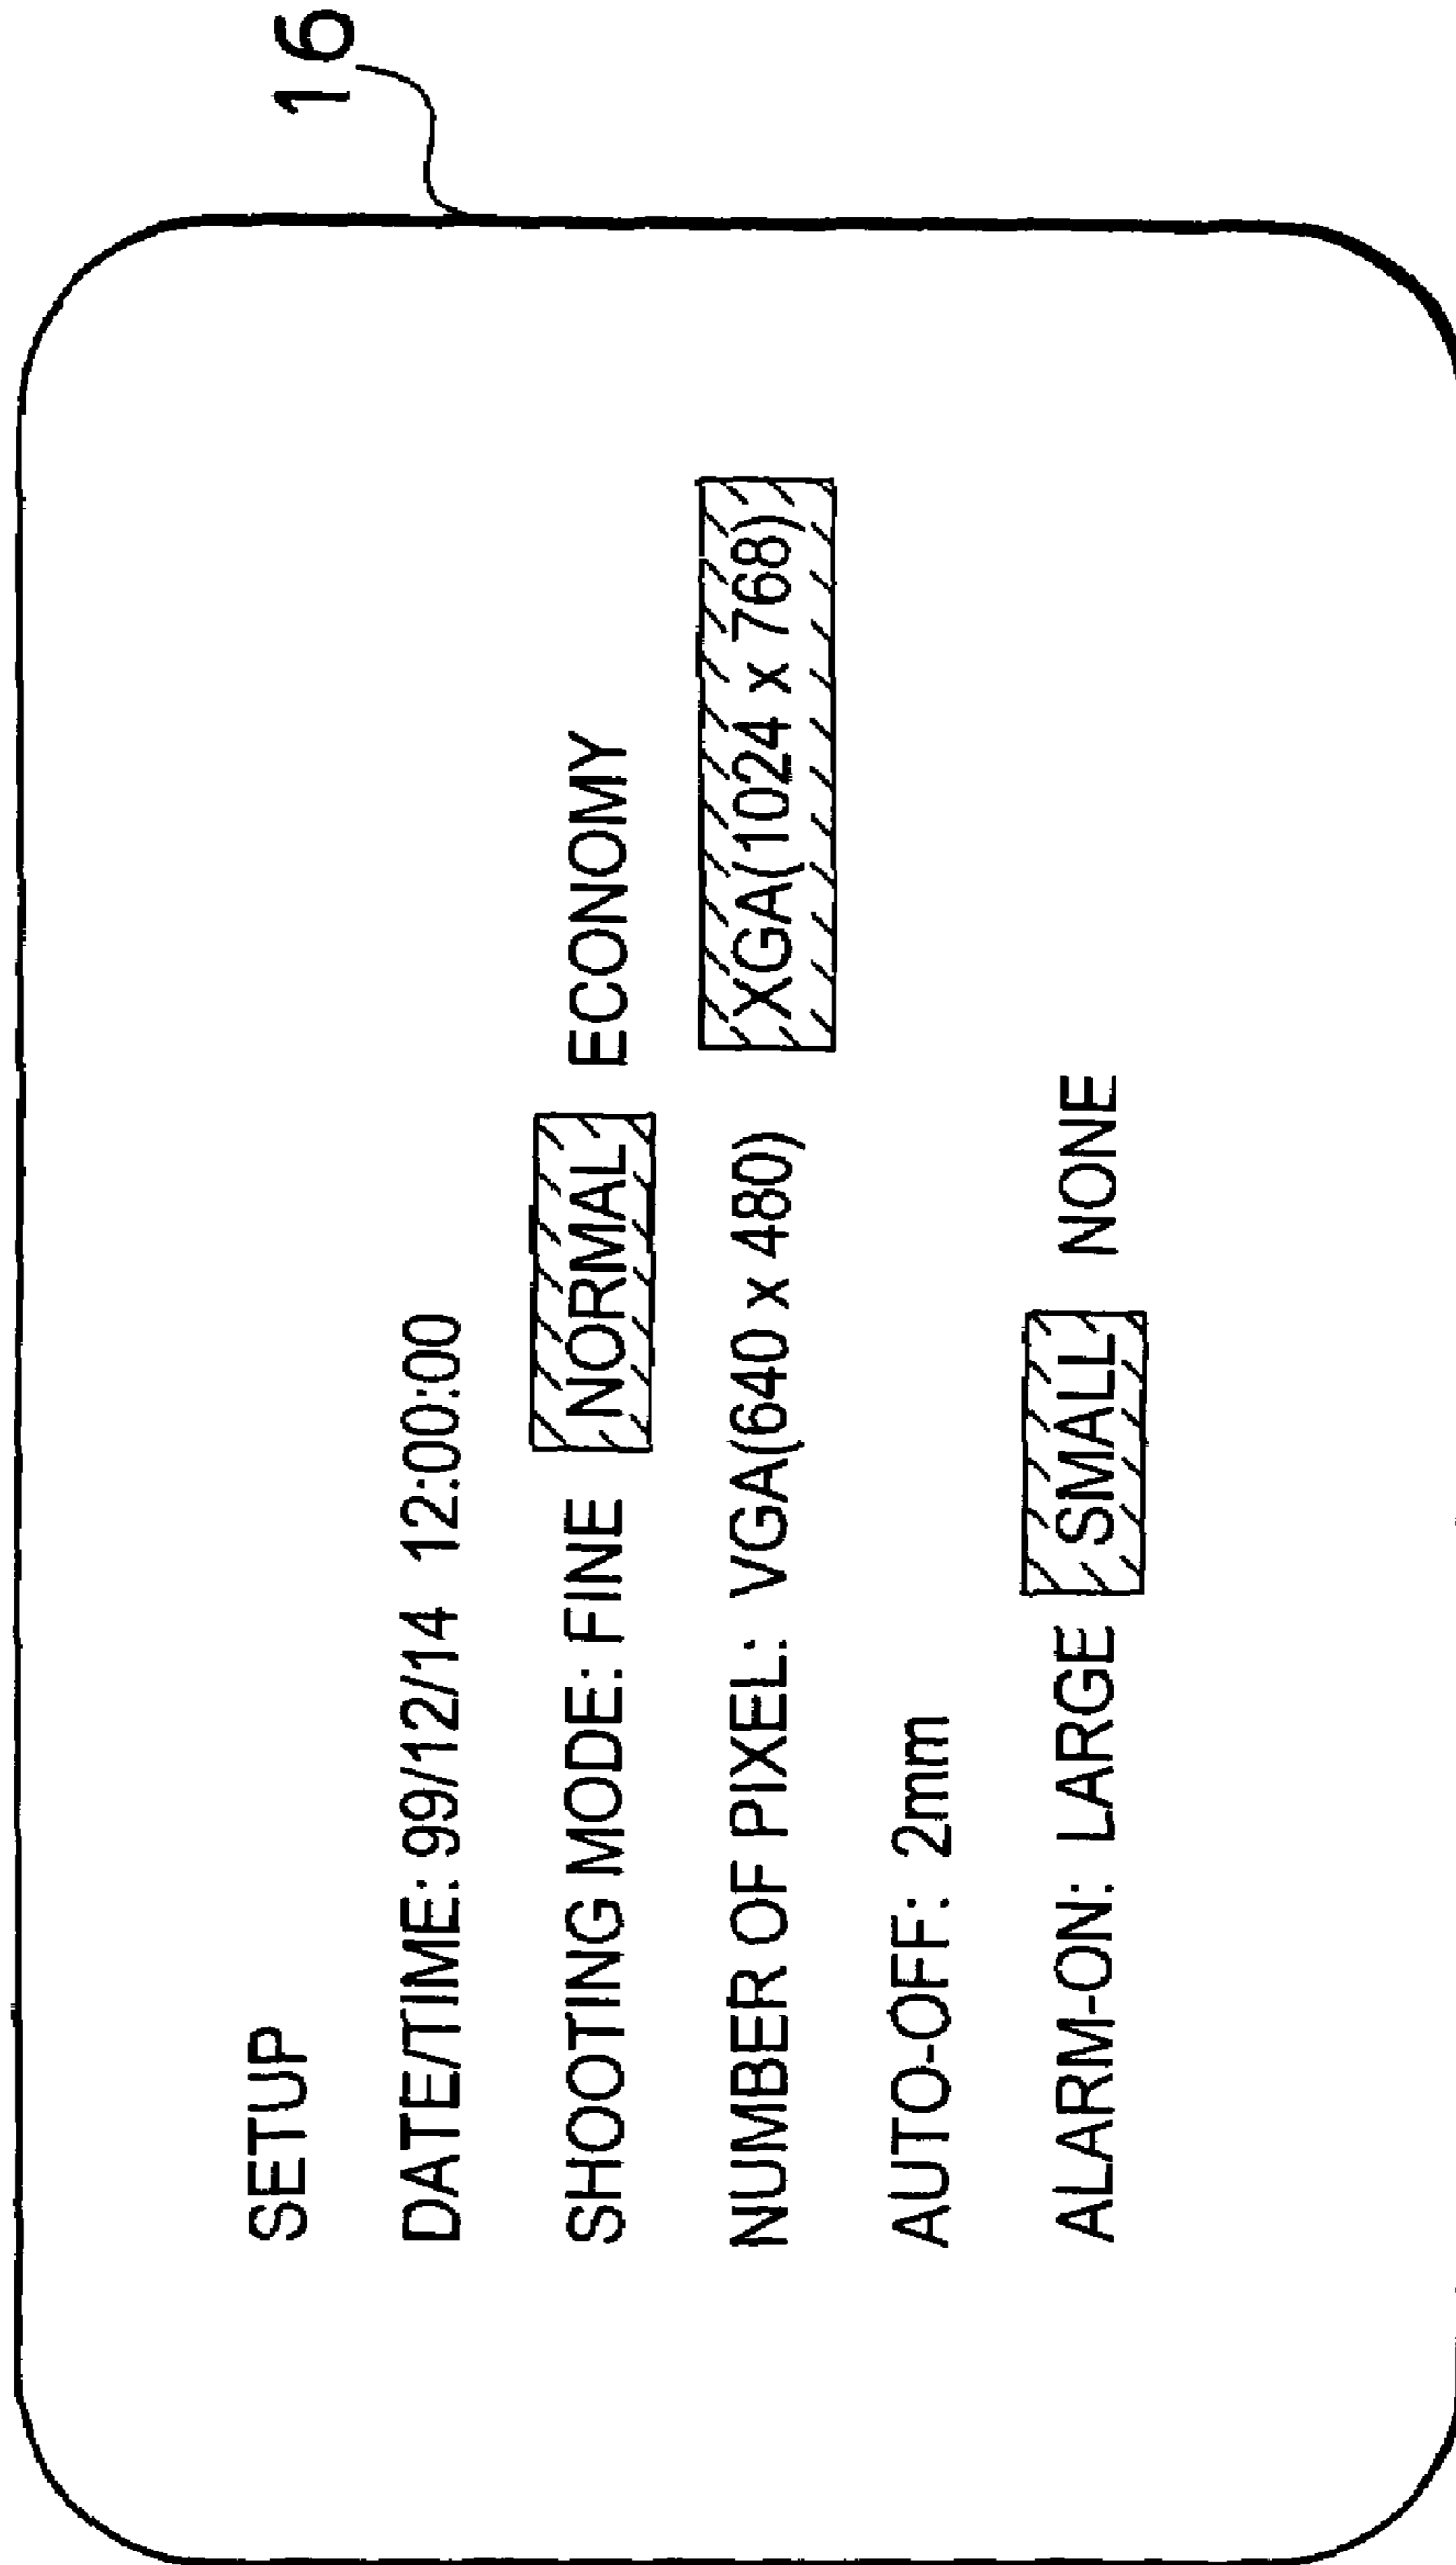 16
SETUP
DATE/TIME: 99/12/14 12:00:00
SHOOTING MODE: FINE NORMAL ECONOMY
NUMBER OF PIXEL: VGA(640 x 480) XGA(1024 x 768)
AUTO-OFF: 2mm
ALARM-ON: LARGE SMALL NONE